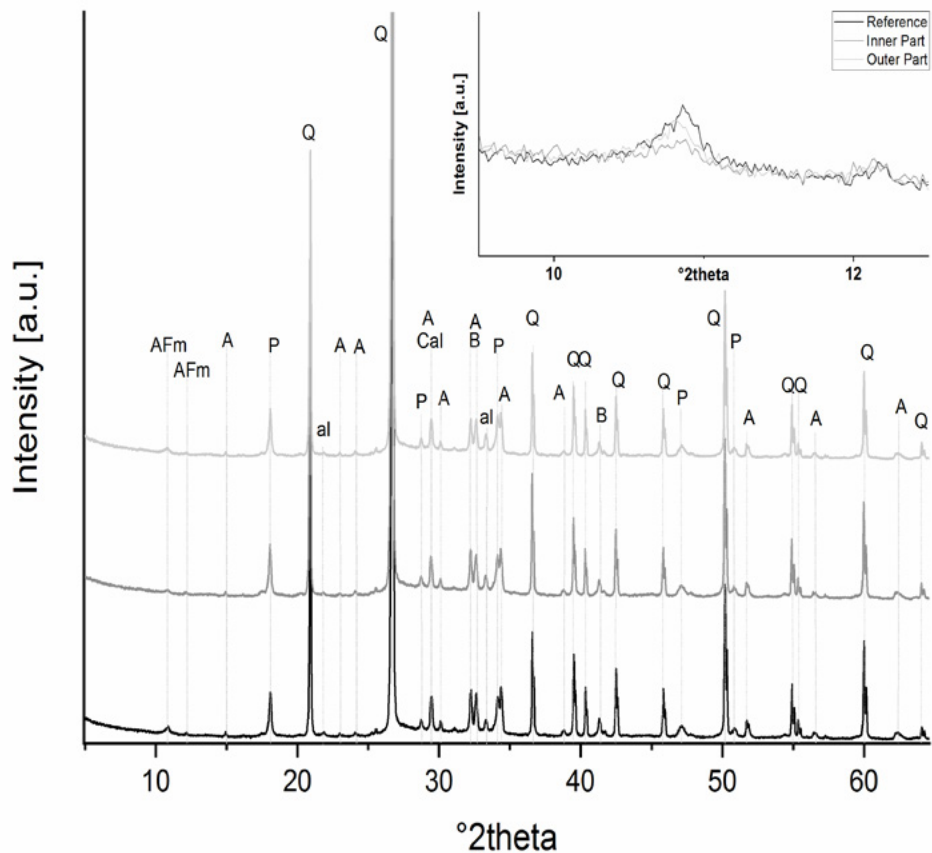 Reference
Inner Part
Outer Part
Intensity [a.u.]
10
°2theta
12
Q
Q
AFm
AFm
A
P
al
A
A
A
Cal
P
A
A
B
al
P
A
Q
A
QQ
B
Q
Q
P
Q
P
A
QQ
A
Q
A
Q
Intensity [a.u.]
10
20
30
40
50
60
°2theta